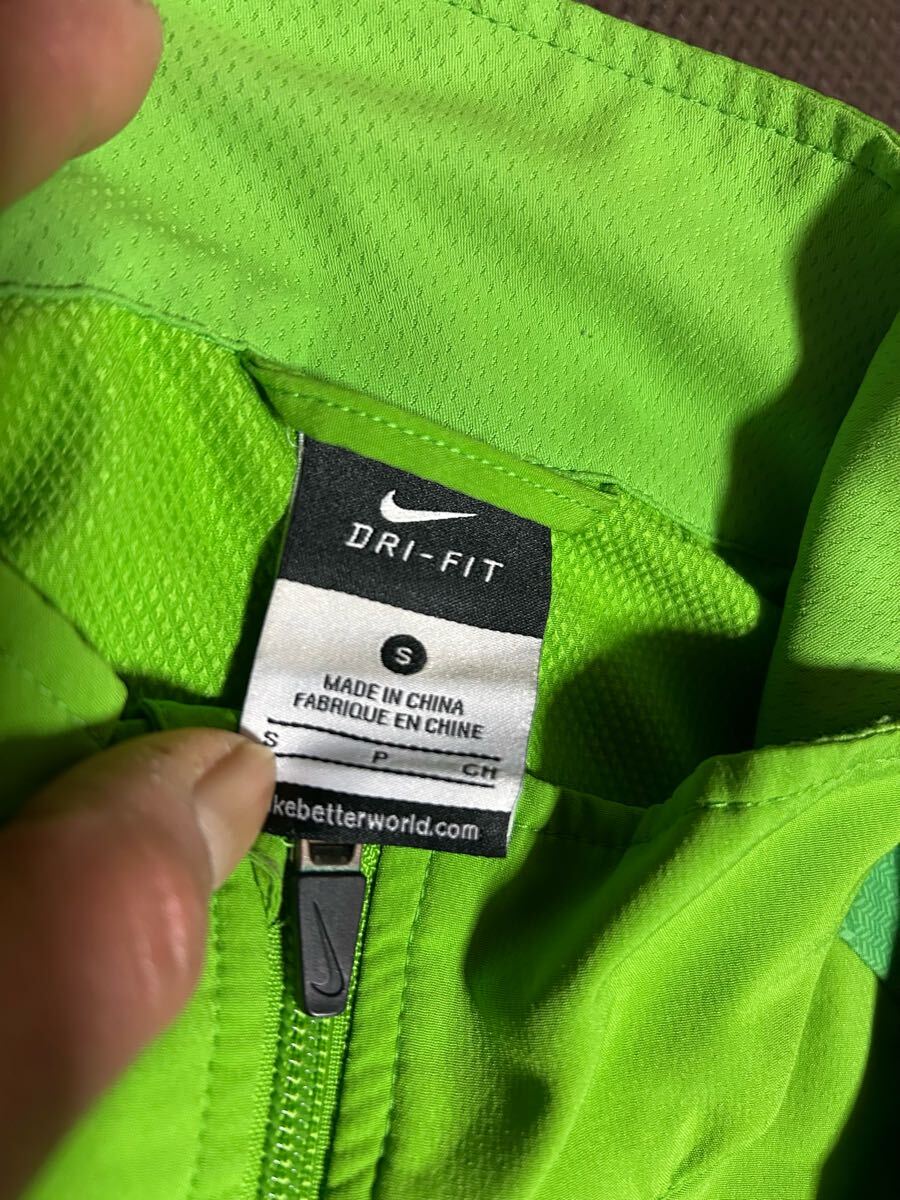 DRI-FIT
S
MADE IN CHINA
FABRIQUE EN CHINE
S P CH
kebetterworld.com